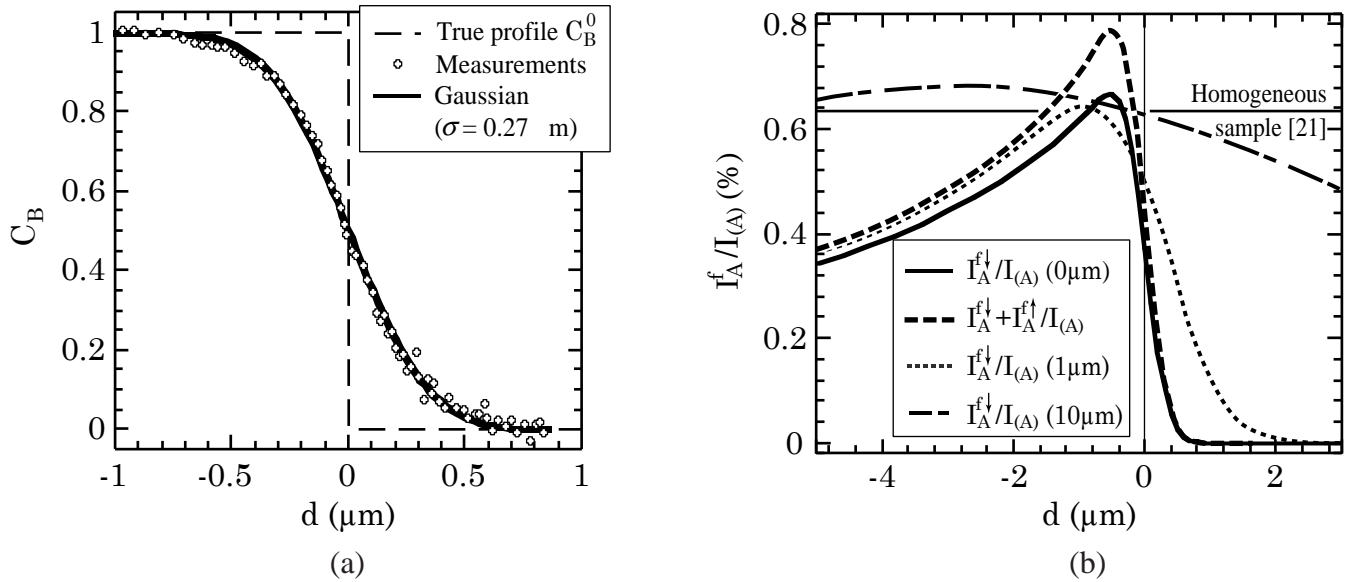 True profile C_B^0
Measurements
Gaussian
(σ = 0.27 m)
1
0.8
0.6
0.4
0.2
0
C_B
-1 -0.5 0 0.5 1
d (µm)
(a)
0.8
0.6
0.4
0.2
0
I_A^f/I_(A) (%)
Homogeneous
sample [21]
I_A^f↓/I_(A) (0µm)
I_A^f↓+I_A^f↑/I_(A)
I_A^f↓/I_(A) (1µm)
I_A^f↓/I_(A) (10µm)
-4 -2 0 2
d (µm)
(b)